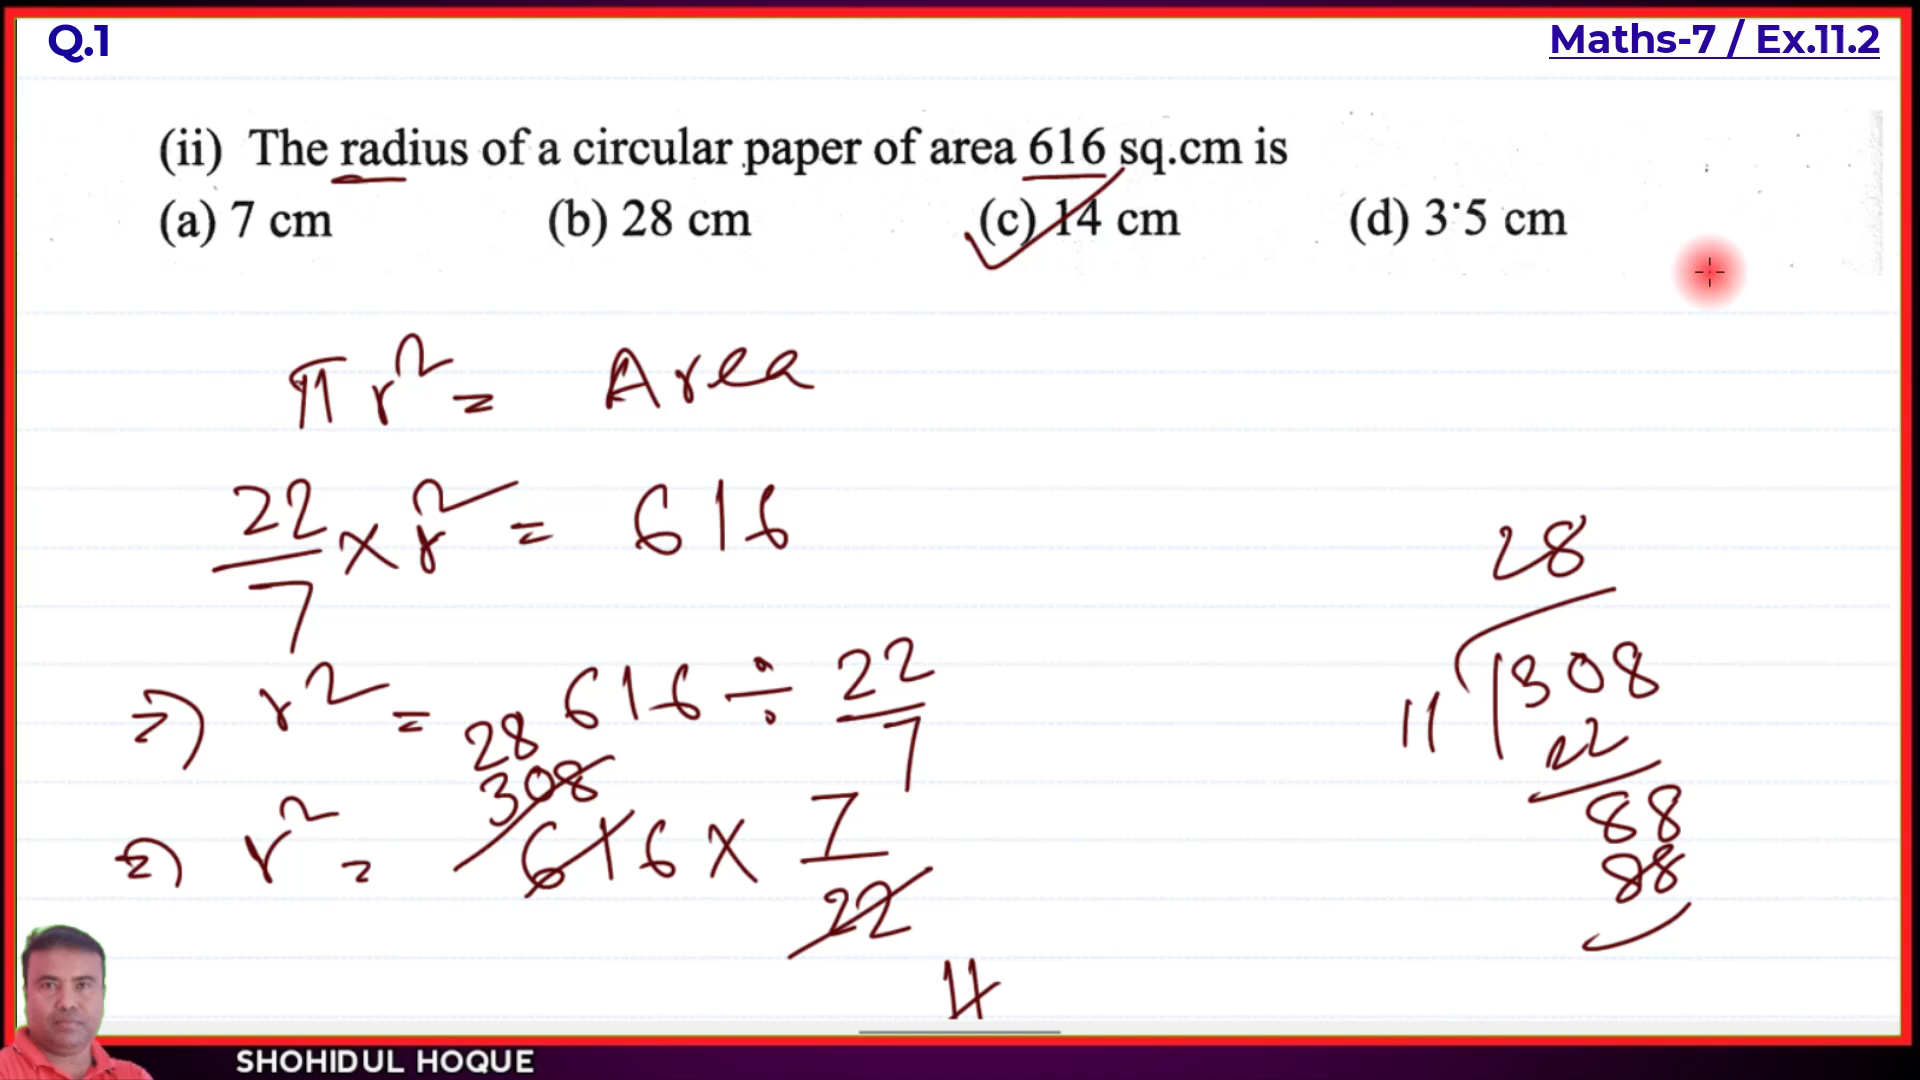 Q.1
Maths-7 / Ex.11.2
(ii) The radius of a circular paper of area 616 sq.cm is
(a) 7 cm (b) 28 cm (c) 14 cm (d) 3·5 cm
πr² = Area
22/7 × r² = 616
⇒) r² = 616 ÷ 22/7
28
308
⇒) r² = 616 × 7/22
11
28
11 308
22
88
88
SHOHIDUL HOQUE